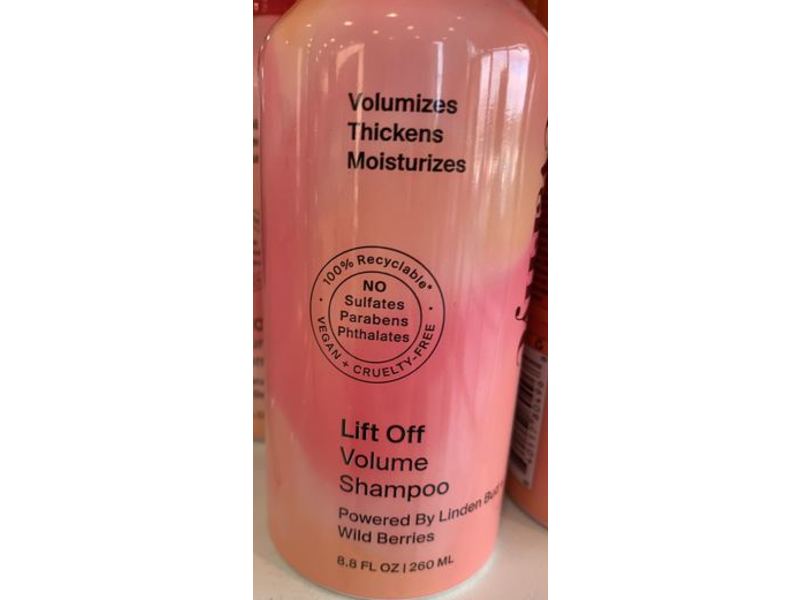 Volumizes
Thickens
Moisturizes
100% Recyclable*
NO
Sulfates
Parabens
Phthalates
VEGAN + CRUELTY-FREE
Lift Off
Volume
Shampoo
Powered By Linden Bud
Wild Berries
8.8 FL OZ | 260 ML